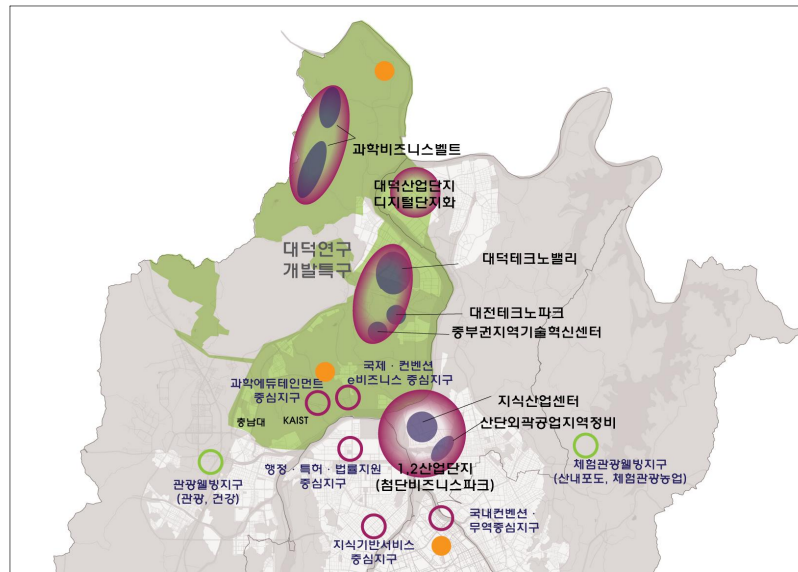 과학비즈니스벨트
대덕산업단지
디지털단지화
대덕연구
개발특구
대덕테크노밸리
대전테크노파크
중부권지역기술혁신센터
국제·컨벤션
e비즈니스 중심지구
과학에듀테인먼트
중심지구
지식산업센터
충남대
KAIST
산단외곽공업지역정비
행정·특허·법률지원
중심지구
1,2산업단지
(첨단비즈니스파크)
체험관광웰빙지구
(산내포도, 체험관광농업)
관광웰빙지구
(관광, 건강)
국내컨벤션·
무역중심지구
지식기반서비스
중심지구